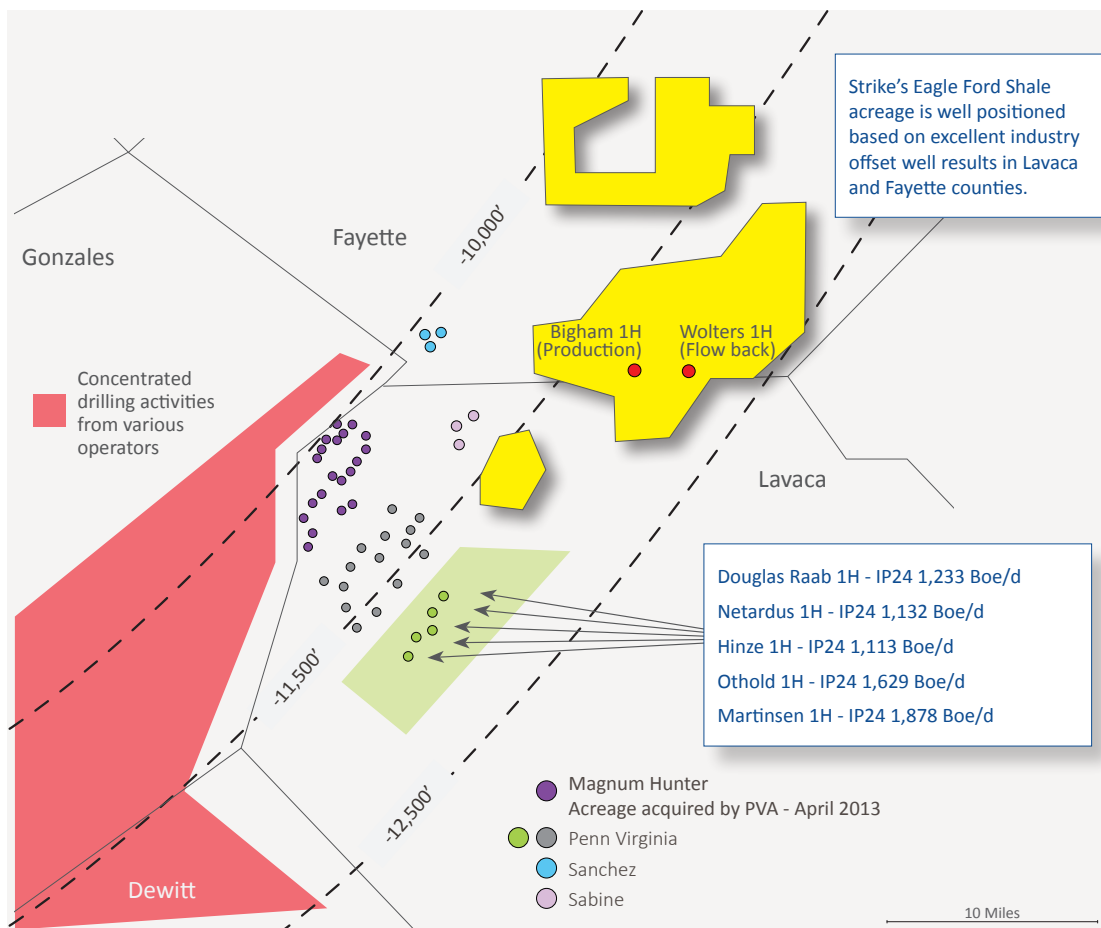 Strike's Eagle Ford Shale
acreage is well positioned
based on excellent industry
offset well results in Lavaca
and Fayette counties.
Gonzales
Fayette
-10,000'
Bigham 1H
(Production)
Wolters 1H
(Flow back)
Concentrated
drilling activities
from various
operators
Lavaca
Douglas Raab 1H - IP24 1,233 Boe/d
Netardus 1H - IP24 1,132 Boe/d
Hinze 1H - IP24 1,113 Boe/d
Othold 1H - IP24 1,629 Boe/d
Martinsen 1H - IP24 1,878 Boe/d
-11,500'
-12,500'
Magnum Hunter
Acreage acquired by PVA - April 2013
Penn Virginia
Sanchez
Sabine
Dewitt
10 Miles